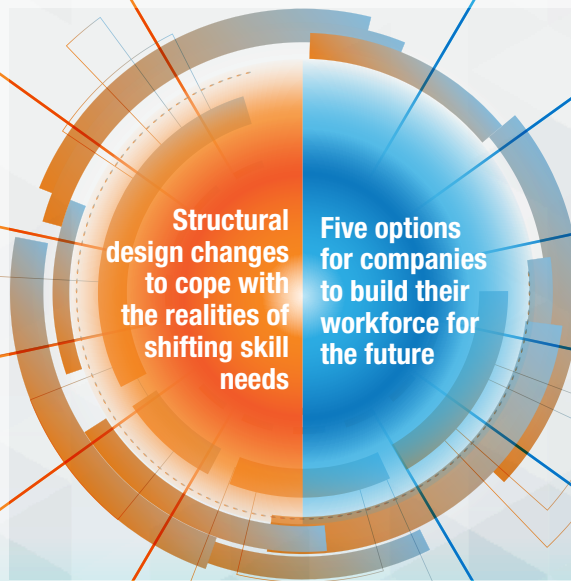 Structural
design changes
to cope with
the realities of
shifting skill
needs
Five options
for companies
to build their
workforce for
the future